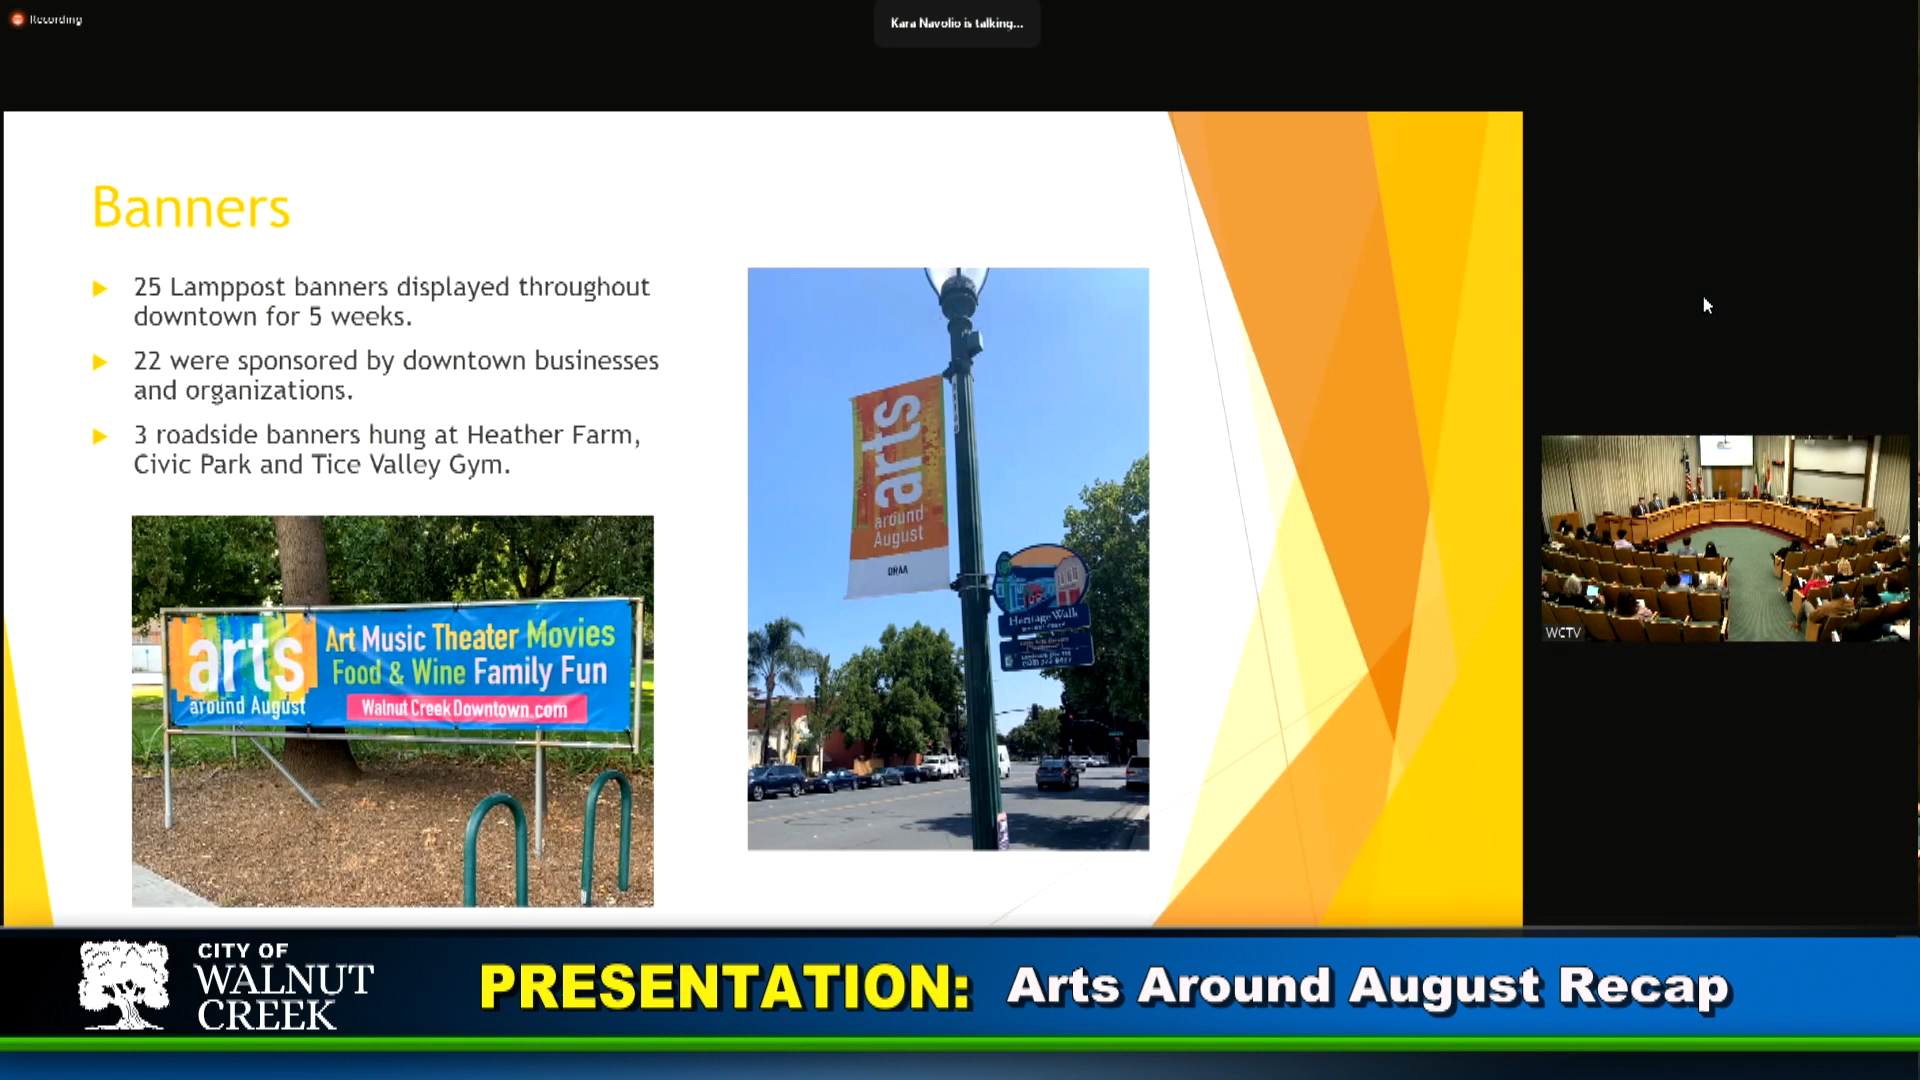 Recording
Kara Navolio is talking...
Banners
25 Lamppost banners displayed throughout
downtown for 5 weeks.
22 were sponsored by downtown businesses
and organizations.
3 roadside banners hung at Heather Farm,
Civic Park and Tice Valley Gym.
arts
around August
Art Music Theater Movies
Food & Wine Family Fun
WalnutCreekDowntown.com
arts
around
August
DRAA
Heritage Walk
WCTV
CITY OF
WALNUT
CREEK
PRESENTATION: Arts Around August Recap